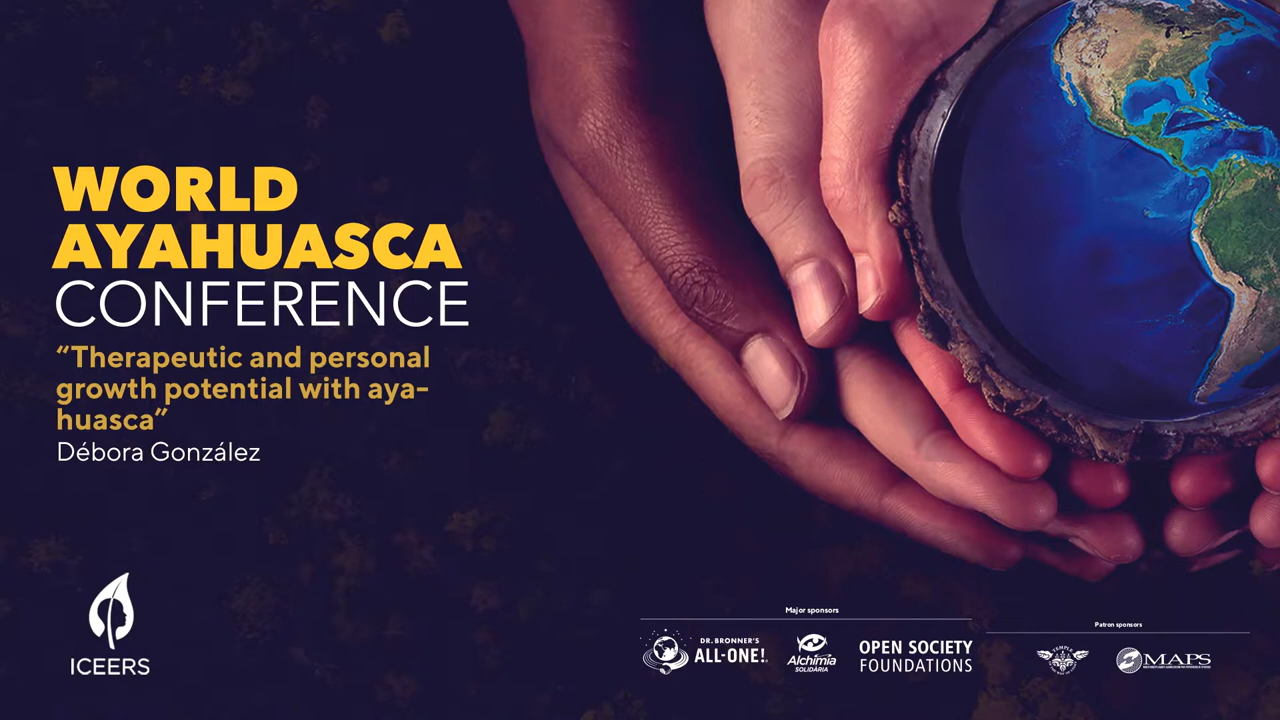 WORLD
AYAHUASCA
CONFERENCE
“Therapeutic and personal
growth potential with aya-
huasca”
Débora González
ICEERS
Major sponsors
DR. BRONNER'S
ALL-ONE!
Alchimia
SOLIDÀRIA
OPEN SOCIETY
FOUNDATIONS
Patron sponsors
TEMPLE
MAPS